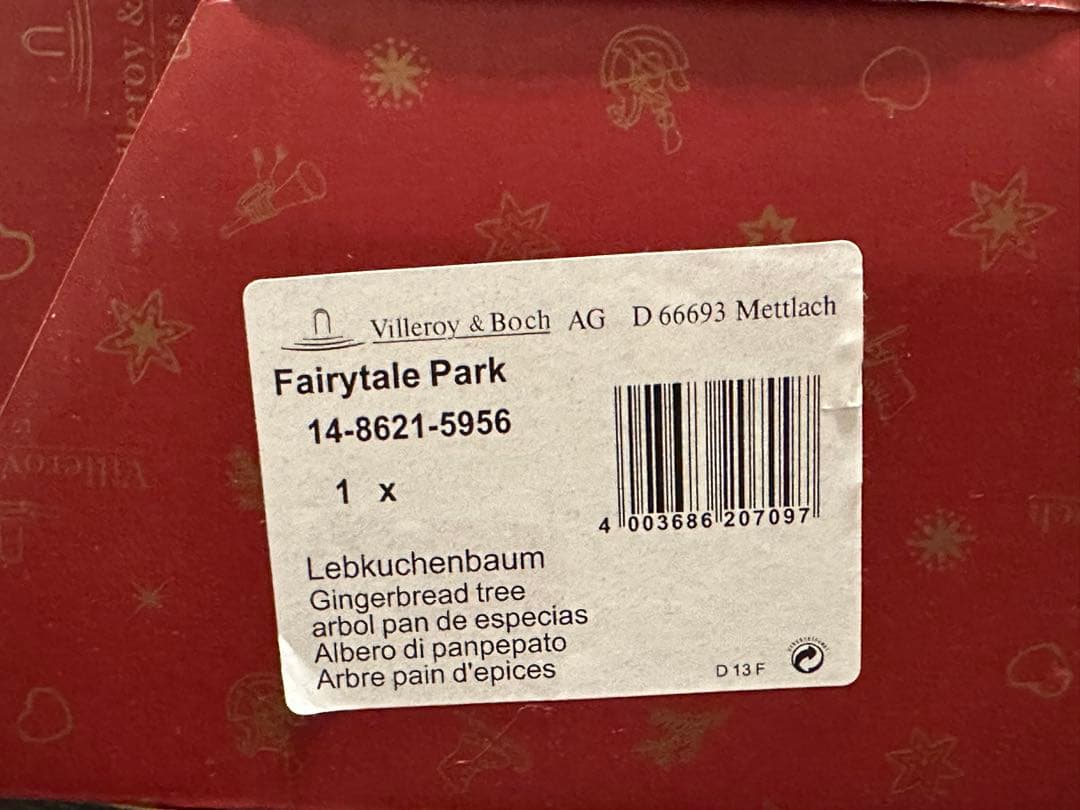 Villeroy & Boch AG D 66693 Mettlach
Fairytale Park
14-8621-5956
1 x
4 003686 207097
Lebkuchenbaum
Gingerbread tree
arbol pan de especias
Albero di panpepato
Arbre pain d'epices
D 13 F
Villeroy